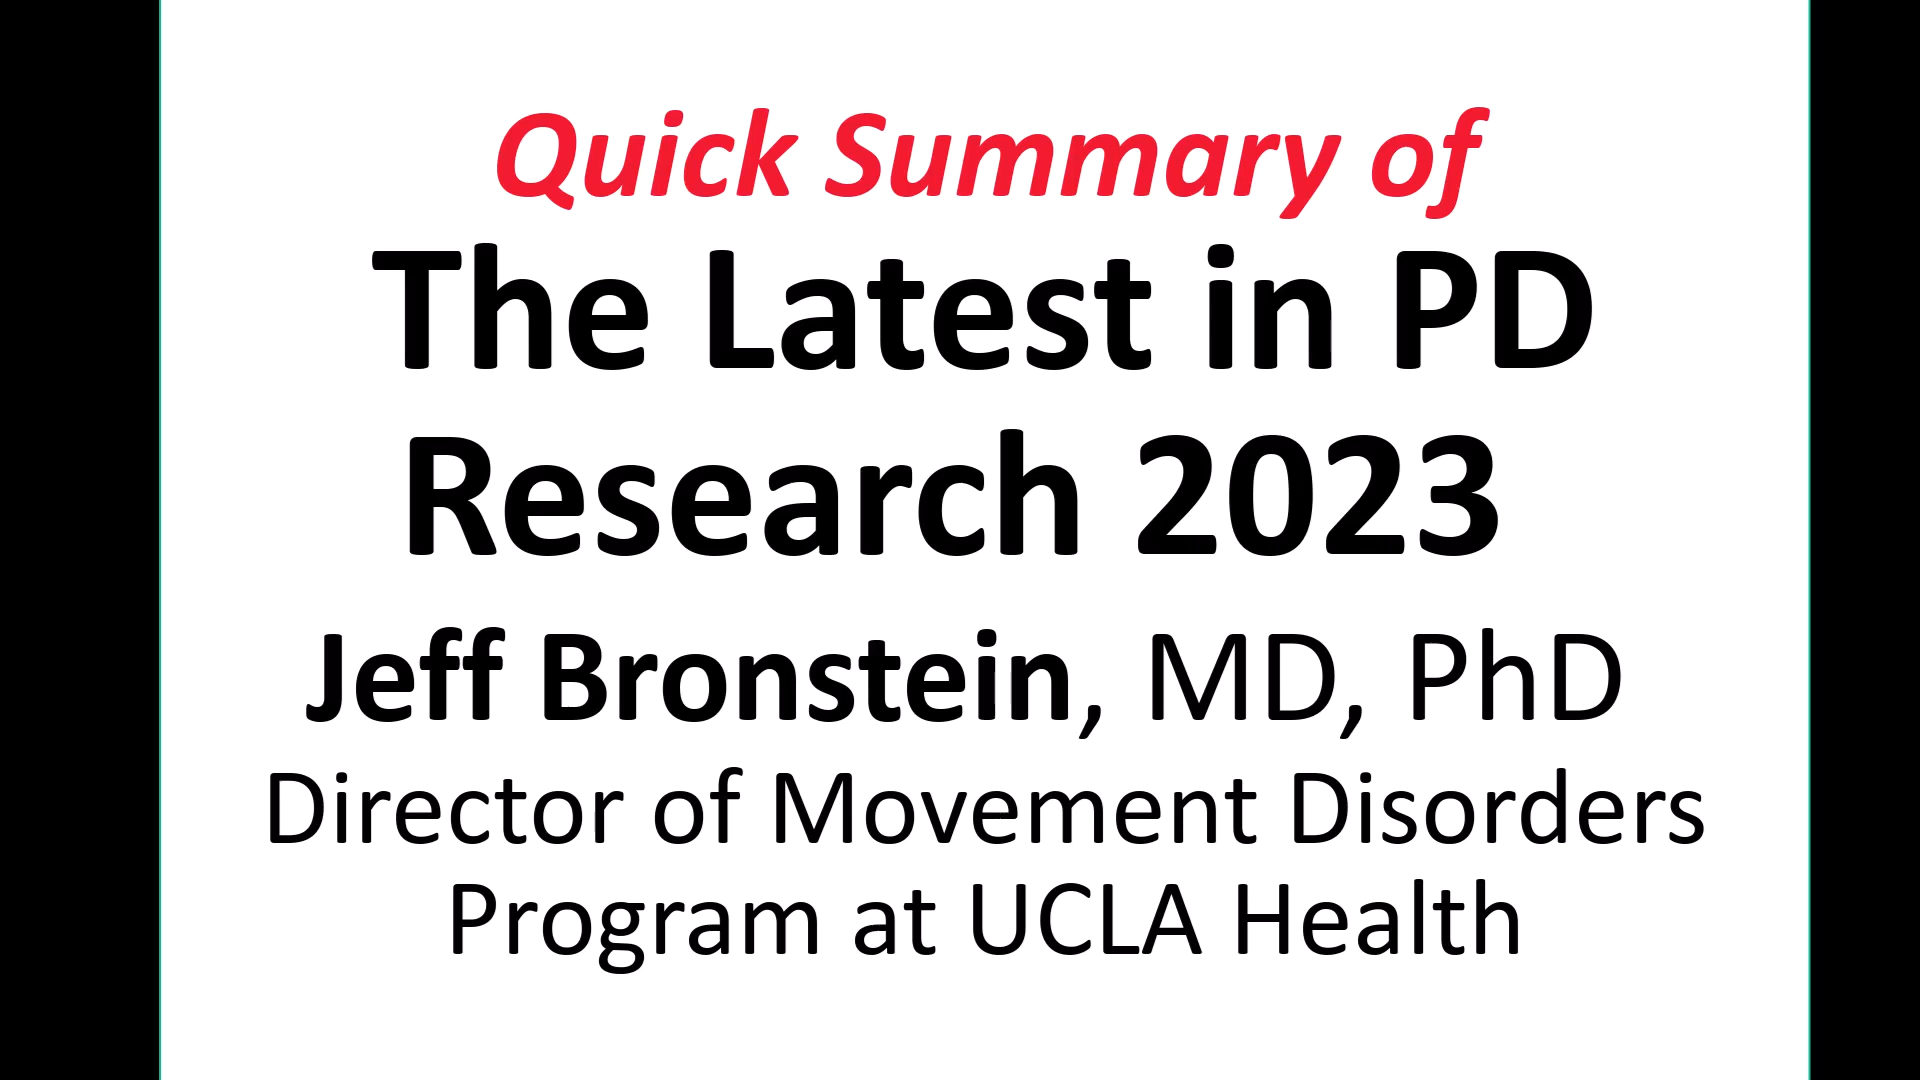 Quick Summary of
The Latest in PD
Research 2023
Jeff Bronstein, MD, PhD
Director of Movement Disorders
Program at UCLA Health